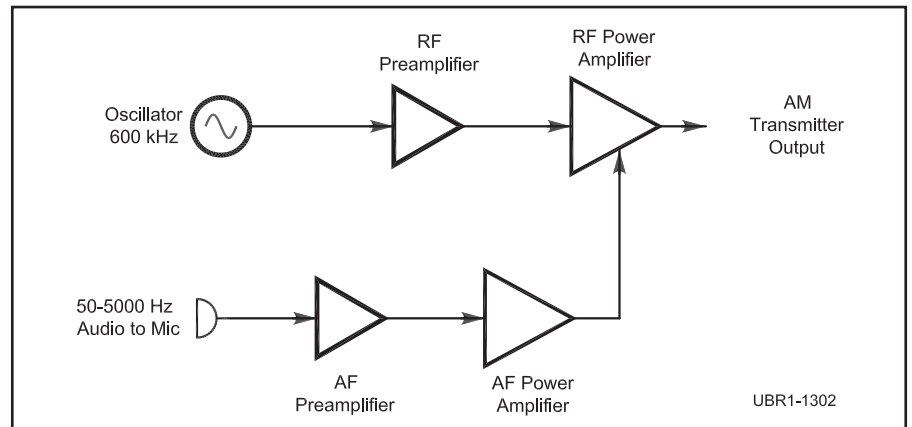 RF
Preamplifier
RF Power
Amplifier
Oscillator
600 kHz
AM
Transmitter
Output
50-5000 Hz
Audio to Mic
AF
Preamplifier
AF Power
Amplifier
UBR1-1302